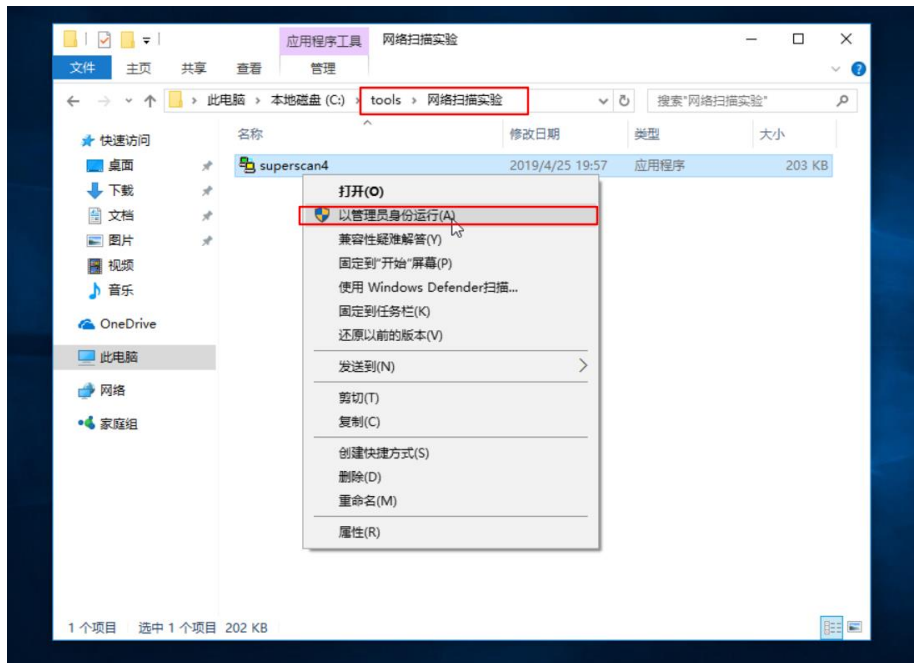 应用程序工具 网络扫描实验
文件 主页 共享 查看 管理
此电脑 > 本地磁盘 (C:) > tools > 网络扫描实验 搜索"网络扫描实验"
名称 修改日期 类型 大小
快速访问
桌面
下载
文档
图片
视频
音乐
OneDrive
此电脑
网络
家庭组
superscan4 2019/4/25 19:57 应用程序 203 KB
打开(O)
以管理员身份运行(A)
兼容性疑难解答(Y)
固定到"开始"屏幕(P)
使用 Windows Defender扫描...
固定到任务栏(K)
还原以前的版本(V)
发送到(N)
剪切(T)
复制(C)
创建快捷方式(S)
删除(D)
重命名(M)
属性(R)
1 个项目 选中 1 个项目 202 KB